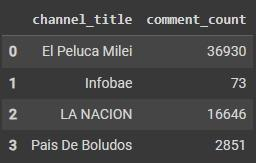 channel_title comment_count
0 El Peluca Milei 36930
1 Infobae 73
2 LA NACION 16646
3 Pais De Boludos 2851